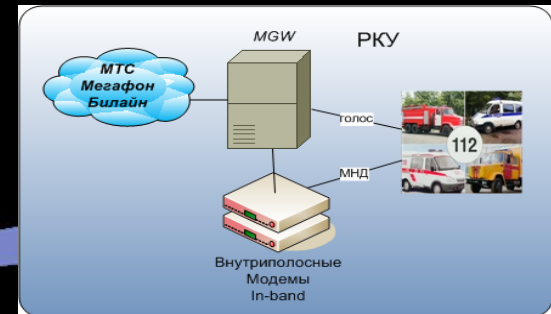 MGW
РКУ
МТС
Мегафон
Билайн
голос
112
МНД
Внутриполосные
Модемы
In-band